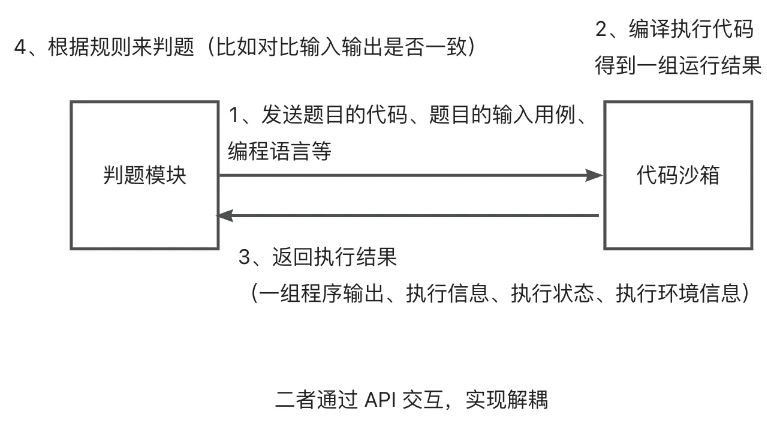 4、根据规则来判题（比如对比输入输出是否一致）
2、编译执行代码
得到一组运行结果
1、发送题目的代码、题目的输入用例、
编程语言等
判题模块
代码沙箱
3、返回执行结果
（一组程序输出、执行信息、执行状态、执行环境信息）
二者通过 API 交互，实现解耦